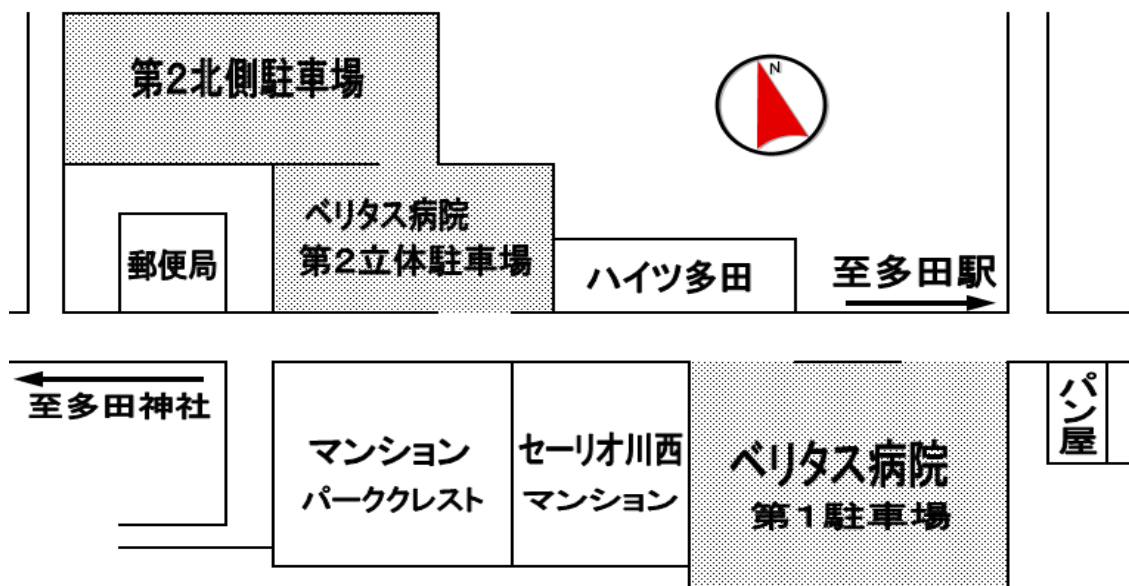 第2北側駐車場
N
ベリタス病院
第2立体駐車場
郵便局
ハイツ多田
至多田駅
至多田神社
マンション
パーククレスト
セーリオ川西
マンション
ベリタス病院
第1駐車場
パン屋